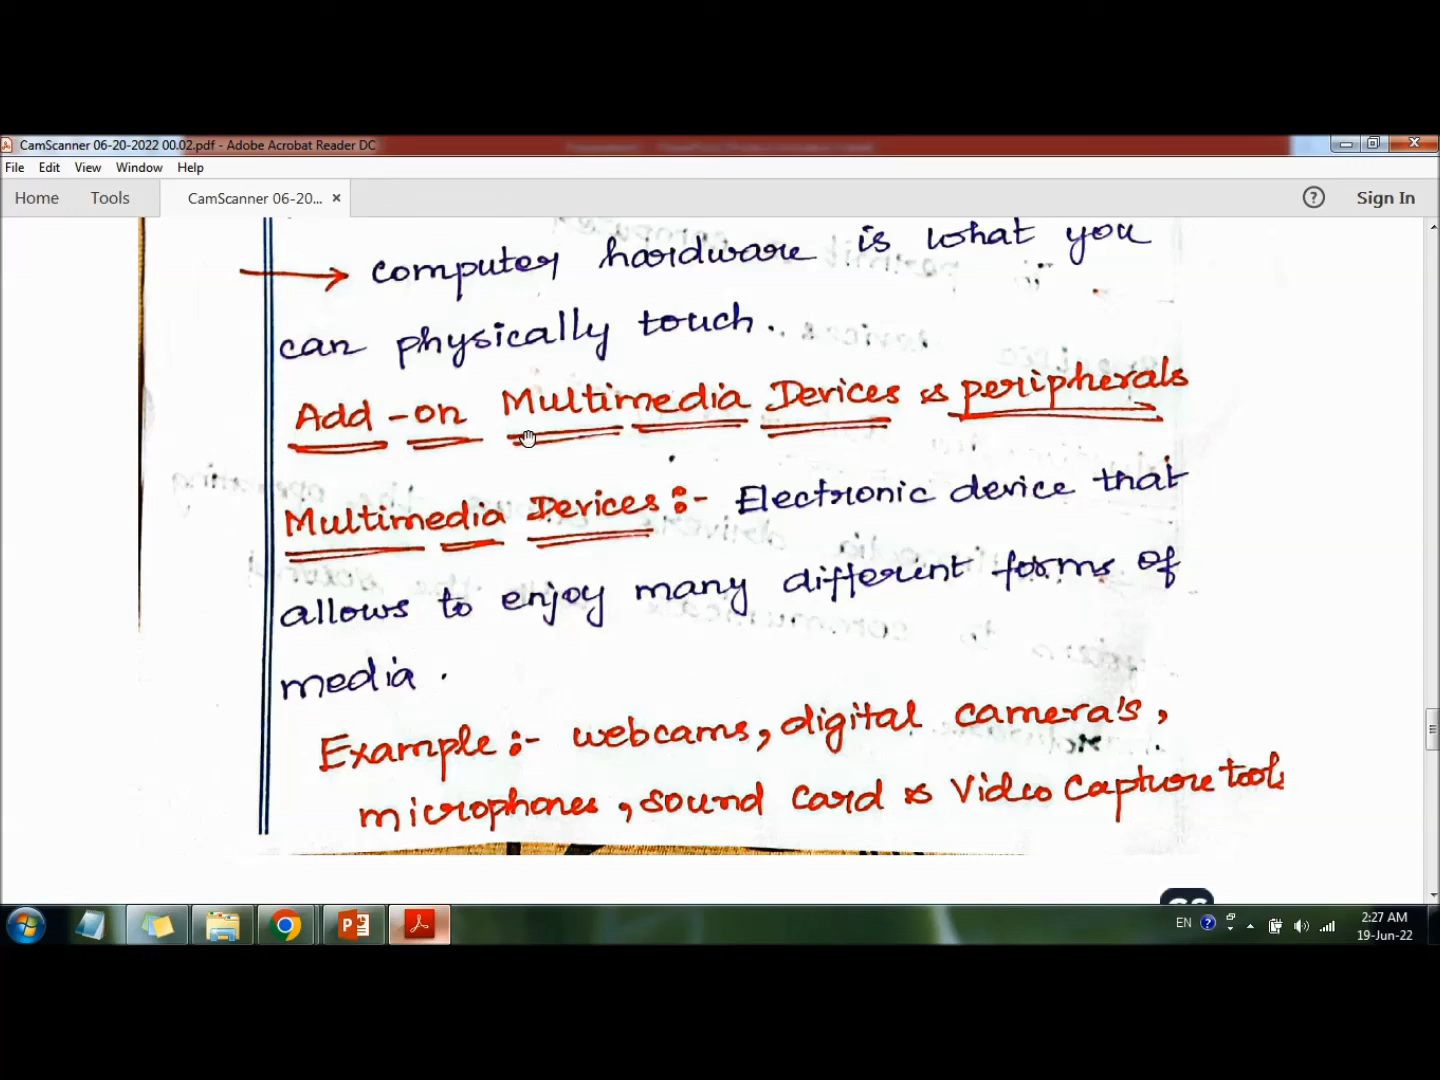 CamScanner 06-20-2022 00.02.pdf - Adobe Acrobat Reader DC
File Edit View Window Help
Home Tools CamScanner 06-20... × ? Sign In
computer hardware is what you
can physically touch.
Add-on Multimedia Devices & peripherals
Multimedia Devices :- Electronic device that
allows to enjoy many different forms of
media.
Example :- webcams, digital camera's,
microphones, sound card & Video Capture tools
EN 2:27 AM
19-Jun-22